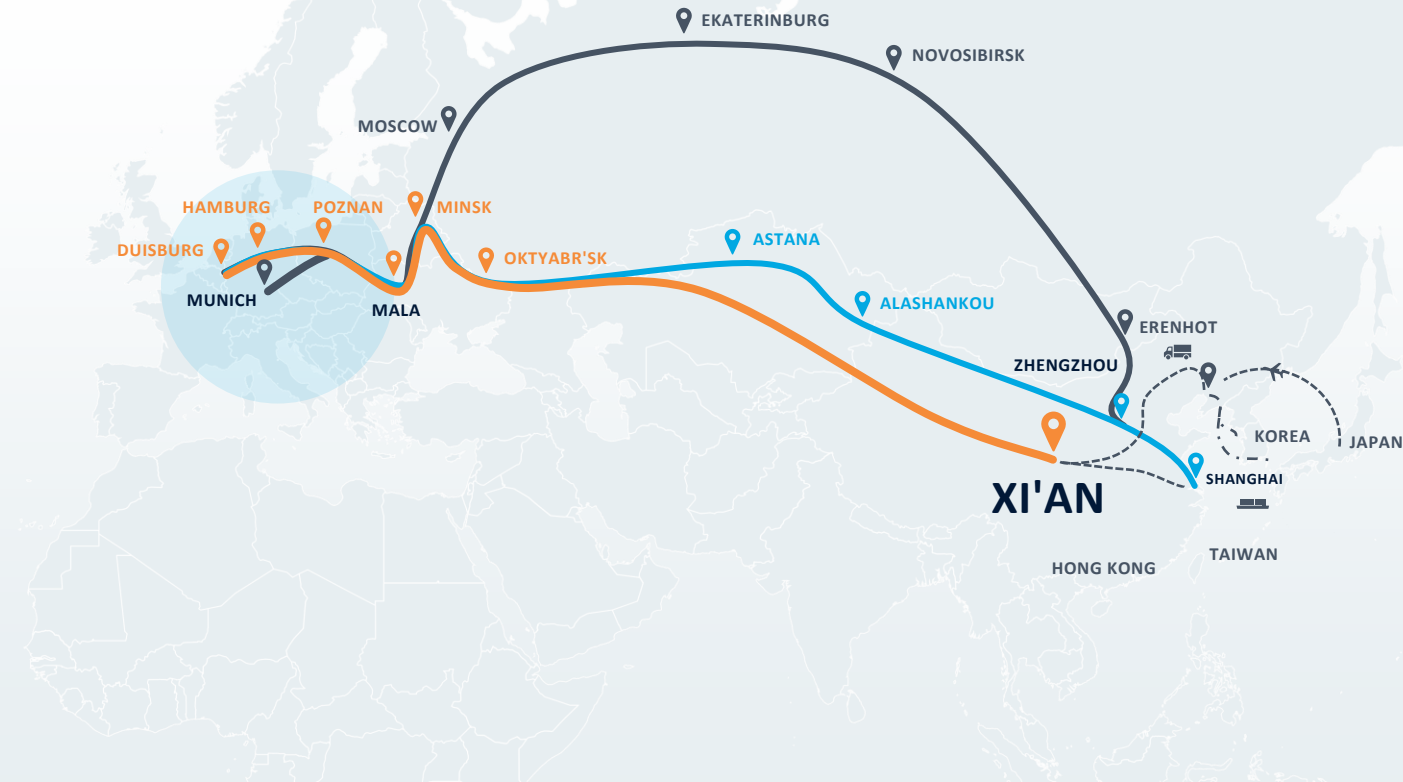 EKATERINBURG
NOVOSIBIRSK
MOSCOW
HAMBURG
POZNAN
MINSK
DUISBURG
ASTANA
OKTYABR'SK
MUNICH
ALASHANKOU
MALA
ERENHOT
ZHENGZHOU
KOREA
JAPAN
SHANGHAI
XI'AN
TAIWAN
HONG KONG